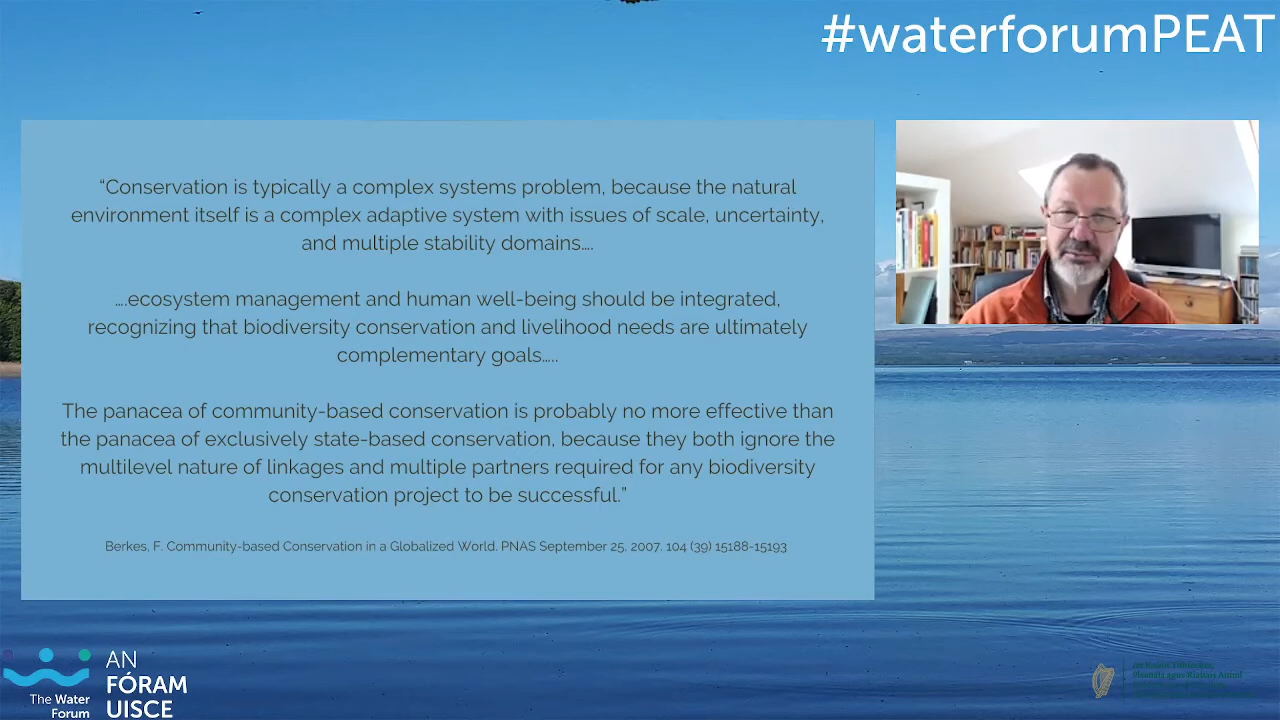 #waterforumPEAT
“Conservation is typically a complex systems problem, because the natural
environment itself is a complex adaptive system with issues of scale, uncertainty,
and multiple stability domains….
….ecosystem management and human well-being should be integrated,
recognizing that biodiversity conservation and livelihood needs are ultimately
complementary goals…..
The panacea of community-based conservation is probably no more effective than
the panacea of exclusively state-based conservation, because they both ignore the
multilevel nature of linkages and multiple partners required for any biodiversity
conservation project to be successful.”
Berkes, F. Community-based Conservation in a Globalized World. PNAS September 25, 2007. 104 (39) 15188-15193
The Water
Forum
AN
FÓRAM
UISCE